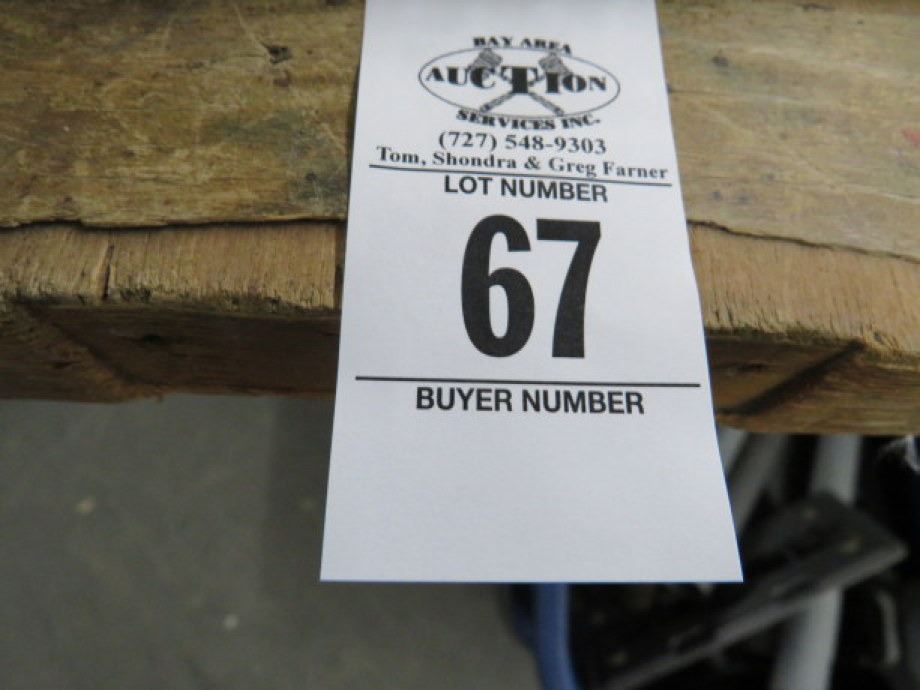 BAY AREA
AUCTION
SERVICES INC.
(727) 548-9303
Tom, Shondra & Greg Farner
LOT NUMBER
67
BUYER NUMBER